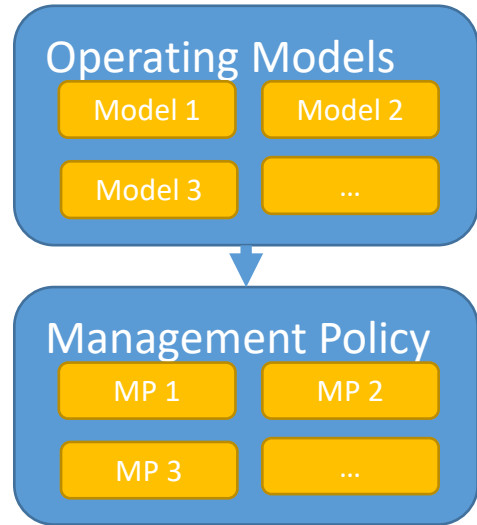 Operating Models
Model 1
Model 2
Model 3
...
Management Policy
MP 1
MP 2
MP 3
...